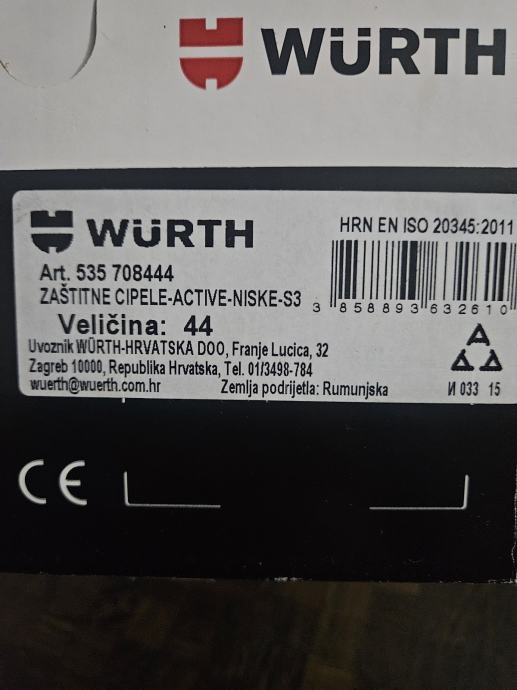 WÜRTH
WÜRTH
HRN EN ISO 20345:2011
Art. 535 708444
ZAŠTITNE CIPELE-ACTIVE-NISKE-S3
3 858893 632610
Veličina: 44
Uvoznik WÜRTH-HRVATSKA DOO, Franje Lucica, 32
Zagreb 10000, Republika Hrvatska, Tel. 01/3498-784
wuerth@wuerth.com.hr Zemlja podrijetla: Rumunjska
A
И 033 15
CE